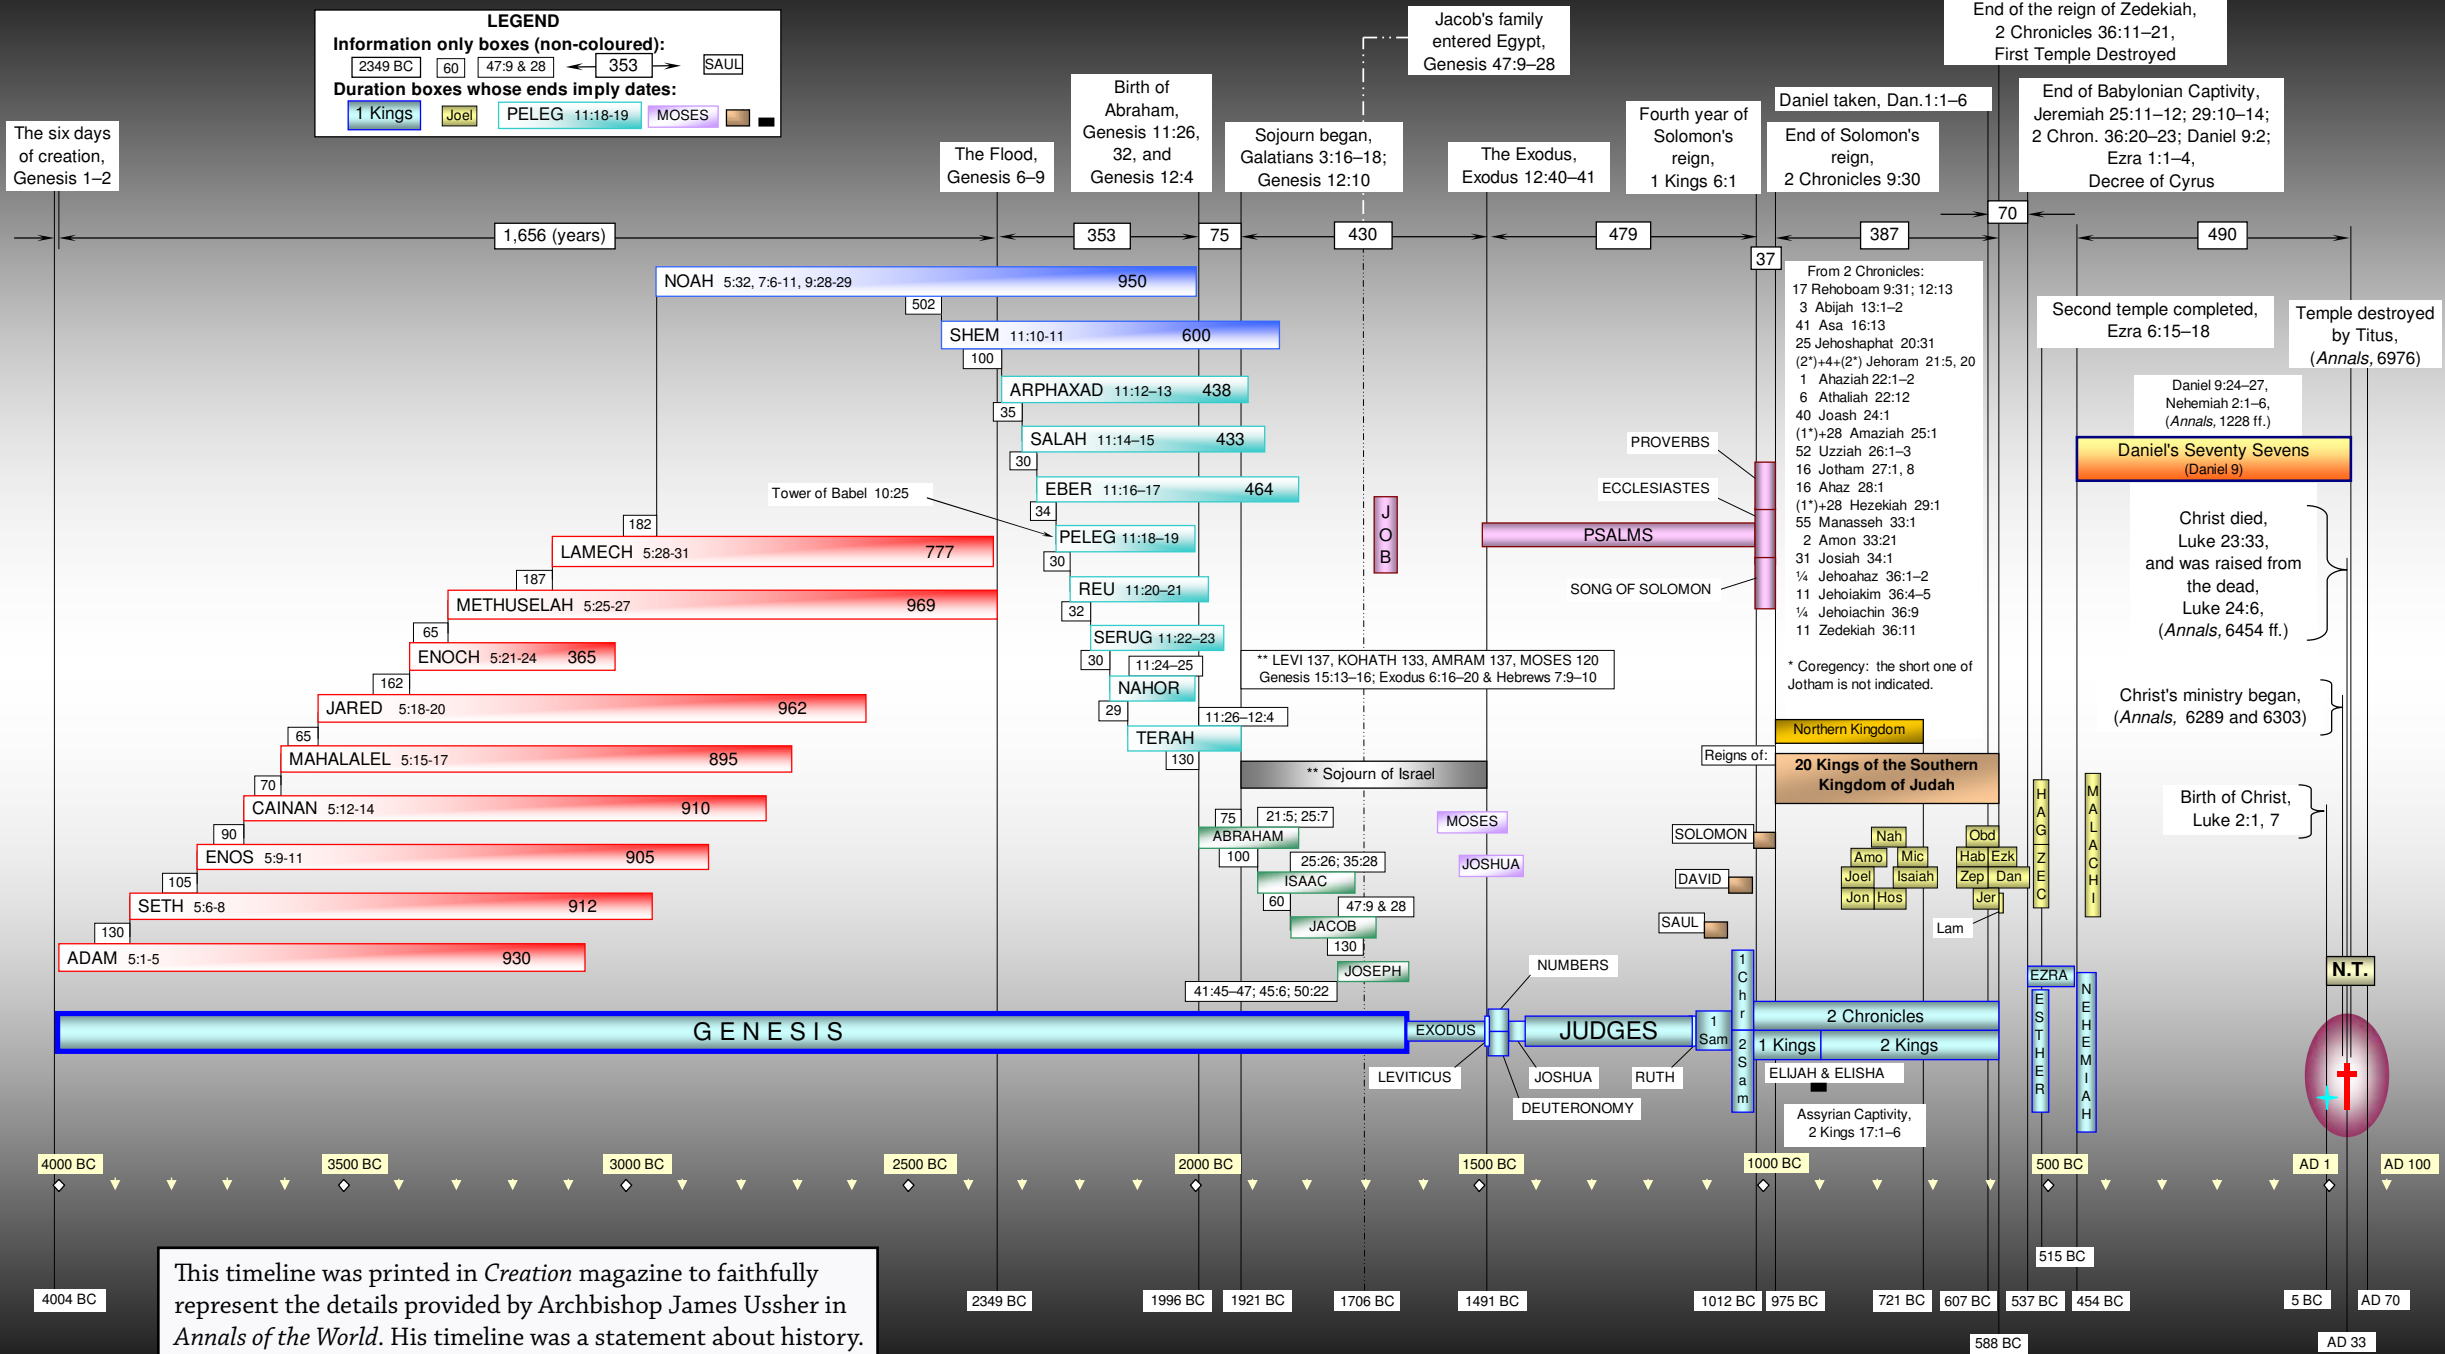 LEGEND
Information only boxes (non-coloured):
2349 BC 60 47:9 & 28 353 SAUL
Duration boxes whose ends imply dates:
1 Kings Joel PELEG 11:18-19 MOSES
The six days
of creation,
Genesis 1–2
The Flood,
Genesis 6–9
Birth of
Abraham,
Genesis 11:26,
32, and
Genesis 12:4
Sojourn began,
Galatians 3:16–18;
Genesis 12:10
Jacob's family
entered Egypt,
Genesis 47:9–28
The Exodus,
Exodus 12:40–41
Fourth year of
Solomon's
reign,
1 Kings 6:1
Daniel taken, Dan.1:1–6
End of Solomon's
reign,
2 Chronicles 9:30
End of the reign of Zedekiah,
2 Chronicles 36:11–21,
First Temple Destroyed
End of Babylonian Captivity,
Jeremiah 25:11–12; 29:10–14;
2 Chron. 36:20–23; Daniel 9:2;
Ezra 1:1–4,
Decree of Cyrus
1,656 (years) 353 75 430 479 37 387 70 490
NOAH 5:32, 7:6-11, 9:28-29 950
502
SHEM 11:10-11 600
100
ARPHAXAD 11:12–13 438
35
SALAH 11:14–15 433
30
EBER 11:16–17 464
34
Tower of Babel 10:25
PELEG 11:18–19
30
REU 11:20–21
32
SERUG 11:22–23
30
11:24–25
NAHOR
29
11:26–12:4
TERAH
130
182
LAMECH 5:28-31 777
187
METHUSELAH 5:25-27 969
65
ENOCH 5:21-24 365
162
JARED 5:18-20 962
65
MAHALALEL 5:15-17 895
70
CAINAN 5:12-14 910
90
ENOS 5:9-11 905
105
SETH 5:6-8 912
130
ADAM 5:1-5 930
** LEVI 137, KOHATH 133, AMRAM 137, MOSES 120
Genesis 15:13–16; Exodus 6:16–20 & Hebrews 7:9–10
** Sojourn of Israel
75
21:5; 25:7
ABRAHAM
100
25:26; 35:28
ISAAC
60
47:9 & 28
JACOB
130
JOSEPH
41:45–47; 45:6; 50:22
JOB
PROVERBS
ECCLESIASTES
PSALMS
SONG OF SOLOMON
MOSES
JOSHUA
From 2 Chronicles:
17 Rehoboam 9:31; 12:13
3 Abijah 13:1–2
41 Asa 16:13
25 Jehoshaphat 20:31
(2*)+4+(2*) Jehoram 21:5, 20
1 Ahaziah 22:1–2
6 Athaliah 22:12
40 Joash 24:1
(1*)+28 Amaziah 25:1
52 Uzziah 26:1–3
16 Jotham 27:1, 8
16 Ahaz 28:1
(1*)+28 Hezekiah 29:1
55 Manasseh 33:1
2 Amon 33:21
31 Josiah 34:1
¼ Jehoahaz 36:1–2
11 Jehoiakim 36:4–5
¼ Jehoiachin 36:9
11 Zedekiah 36:11
* Coregency: the short one of
Jotham is not indicated.
Northern Kingdom
Reigns of:
20 Kings of the Southern
Kingdom of Judah
SOLOMON
DAVID
SAUL
Nah
Amo Mic
Joel Isaiah
Jon Hos
Obd
Hab Ezk
Zep Dan
Jer
Lam
HAG
ZEC
MALACHI
Second temple completed,
Ezra 6:15–18
Temple destroyed
by Titus,
(Annals, 6976)
Daniel 9:24–27,
Nehemiah 2:1–6,
(Annals, 1228 ff.)
Daniel's Seventy Sevens
(Daniel 9)
Christ died,
Luke 23:33,
and was raised from
the dead,
Luke 24:6,
(Annals, 6454 ff.)
Christ's ministry began,
(Annals, 6289 and 6303)
Birth of Christ,
Luke 2:1, 7
GENESIS
EXODUS
LEVITICUS
NUMBERS
DEUTERONOMY
JOSHUA
JUDGES
RUTH
1
Sam
1 Chr
2 Sam
2 Chronicles
1 Kings 2 Kings
ELIJAH & ELISHA
Assyrian Captivity,
2 Kings 17:1–6
EZRA
ESTHER
NEHEMIAH
N.T.
4000 BC 3500 BC 3000 BC 2500 BC 2000 BC 1500 BC 1000 BC 500 BC AD 1 AD 100
515 BC
4004 BC 2349 BC 1996 BC 1921 BC 1706 BC 1491 BC 1012 BC 975 BC 721 BC 607 BC 537 BC 454 BC 5 BC AD 70
588 BC AD 33
This timeline was printed in Creation magazine to faithfully
represent the details provided by Archbishop James Ussher in
Annals of the World. His timeline was a statement about history.